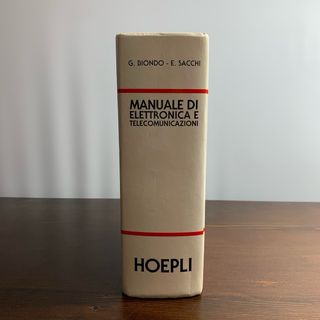 G. BIONDO - E. SACCHI
MANUALE DI
ELETTRONICA E
TELECOMUNICAZIONI
HOEPLI